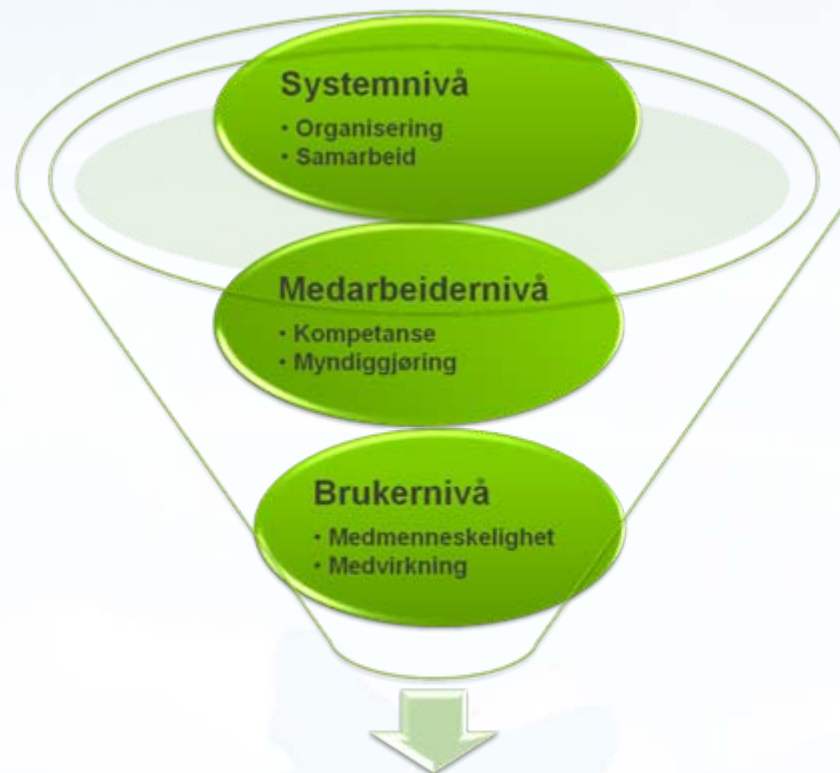 Systemnivå
• Organisering
• Samarbeid
Medarbeidernivå
• Kompetanse
• Myndiggjøring
Brukernivå
• Medmenneskelighet
• Medvirkning